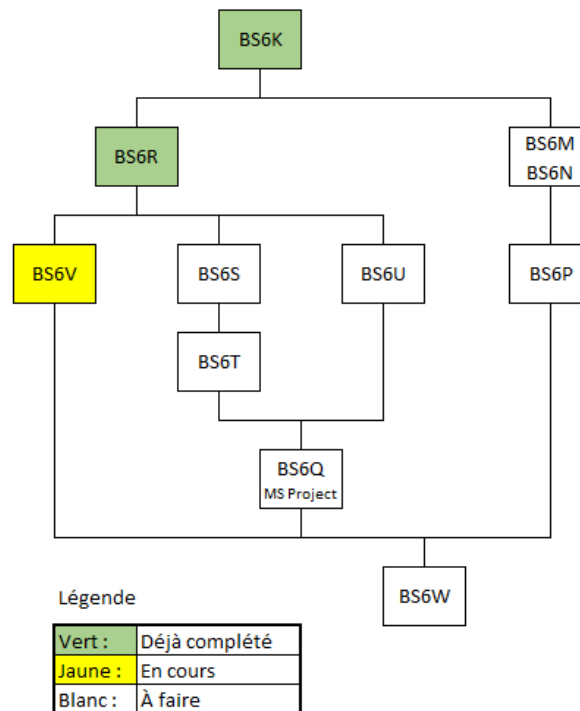 BS6K
BS6R
BS6M
BS6N
BS6V
BS6S
BS6U
BS6P
BS6T
BS6Q
MS Project
BS6W
Légende
Vert : Déjà complété
Jaune : En cours
Blanc : À faire